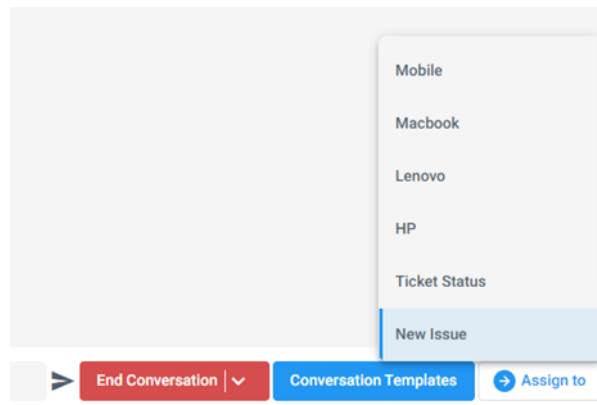 Mobile
Macbook
Lenovo
HP
Ticket Status
New Issue
End Conversation
Conversation Templates
Assign to